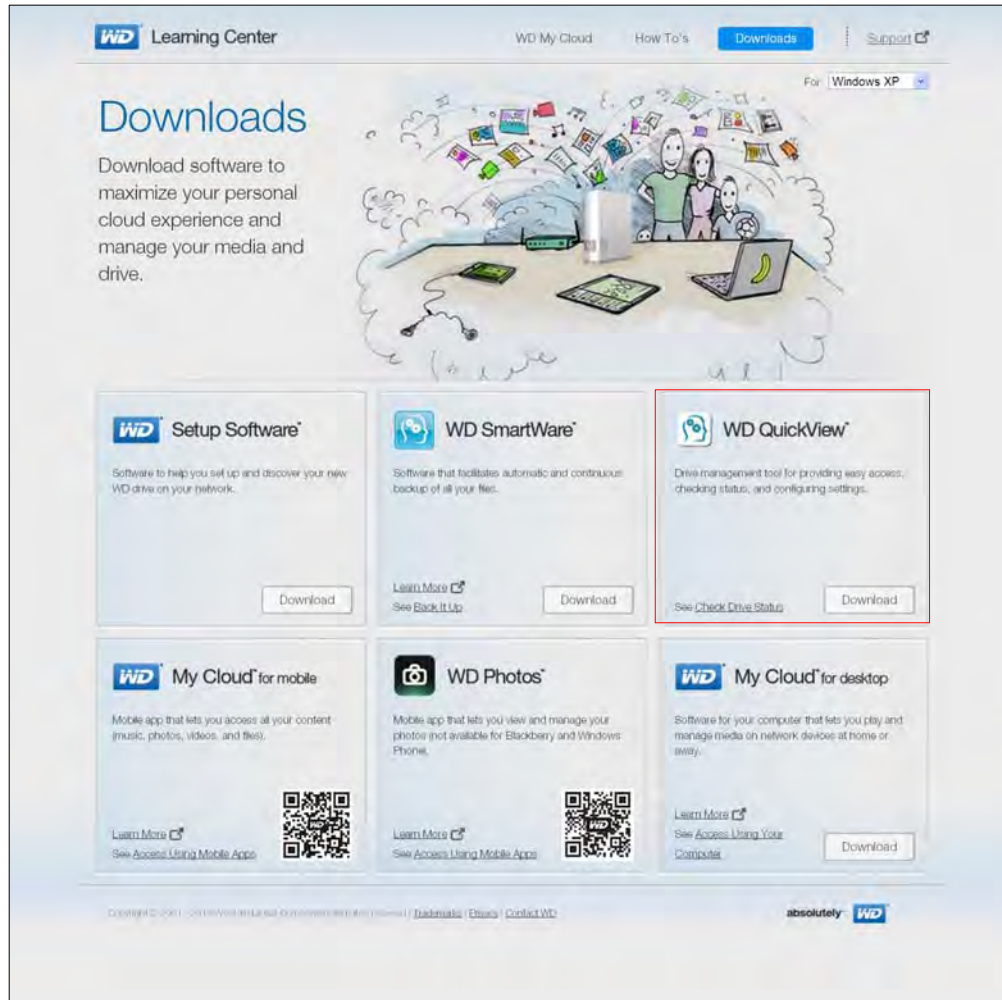 WD Learning Center
WD My Cloud How To's Downloads Support
For Windows XP
Downloads
Download software to
maximize your personal
cloud experience and
manage your media and
drive.
WD Setup Software
Software to help you set up and discover your new
WD drive on your network.
Download
WD SmartWare
Software that facilitates automatic and continuous
backup of all your files.
Learn More
See Back It Up
Download
WD QuickView
Drive management tool for providing easy access,
checking status, and configuring settings.
See Check Drive Status
Download
WD My Cloud for mobile
Mobile app that lets you access all your content
(music, photos, videos, and files).
Learn More
See Access Using Mobile Apps
WD
WD Photos
Mobile app that lets you view and manage your
photos (not available for Blackberry and Windows
Phone).
Learn More
See Access Using Mobile Apps
WD
WD My Cloud for desktop
Software for your computer that lets you play and
manage media on network devices at home or
away.
Learn More
See Access Using Your
Computer
Download
Copyright © 2001 - Western Digital | Trademarks | Privacy | Contact WD
absolutely WD